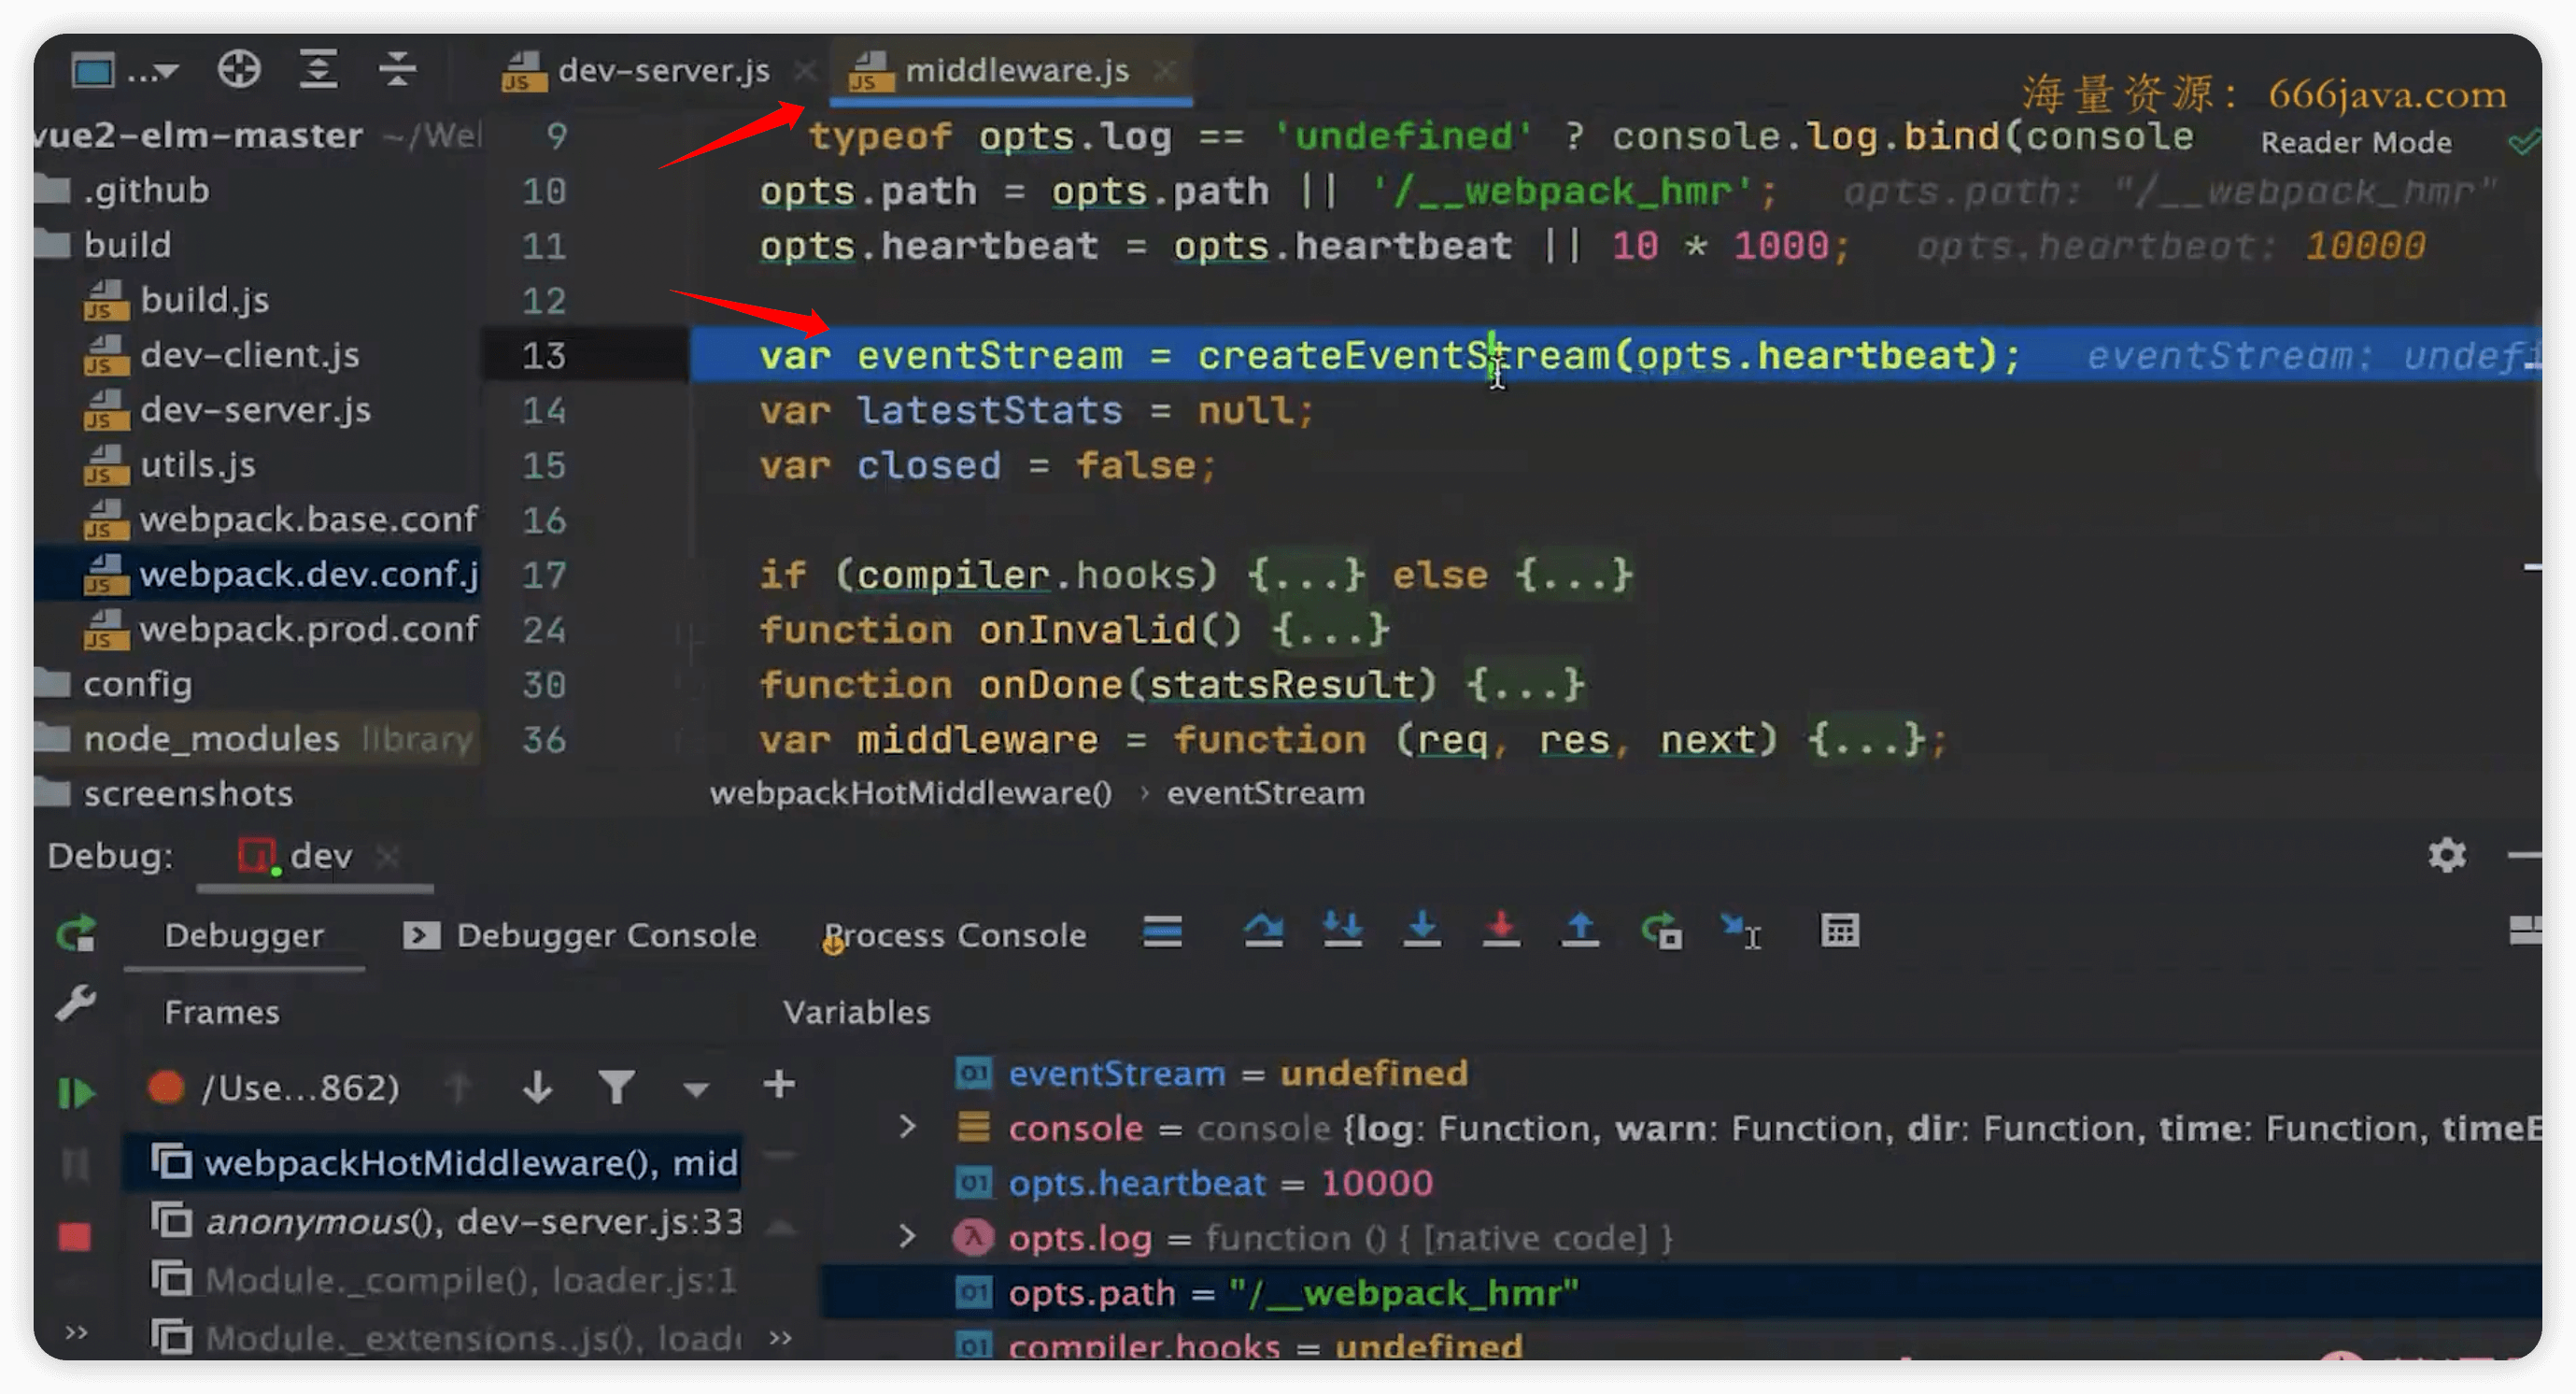 ...
dev-server.js
middleware.js
海量资源：666java.com
vue2-elm-master
.github
build
build.js
dev-client.js
dev-server.js
utils.js
webpack.base.conf
webpack.dev.conf.j
webpack.prod.conf
config
node_modules library
screenshots
Reader Mode
9 typeof opts.log == 'undefined' ? console.log.bind(console
10 opts.path = opts.path || '/__webpack_hmr'; opts.path: "/__webpack_hmr"
11 opts.heartbeat = opts.heartbeat || 10 * 1000; opts.heartbeat: 10000
12
13 var eventStream = createEventStream(opts.heartbeat); eventStream: undefi
14 var latestStats = null;
15 var closed = false;
16
17 if (compiler.hooks) {...} else {...}
24 function onInvalid() {...}
30 function onDone(statsResult) {...}
36 var middleware = function (req, res, next) {...};
webpackHotMiddleware() › eventStream
Debug: dev
Debugger
Debugger Console
Process Console
Frames
Variables
/Use...862)
webpackHotMiddleware(), mid
anonymous(), dev-server.js:33
Module._compile(), loader.js:1
Module._extensions..js(), load
eventStream = undefined
console = console {log: Function, warn: Function, dir: Function, time: Function, timeE
opts.heartbeat = 10000
opts.log = function () { [native code] }
opts.path = "/__webpack_hmr"
compiler.hooks = undefined